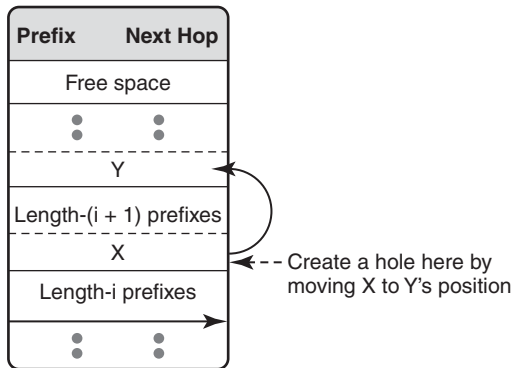 Prefix Next Hop
Free space
Y
Length-(i + 1) prefixes
X
Create a hole here by
moving X to Y's position
Length-i prefixes